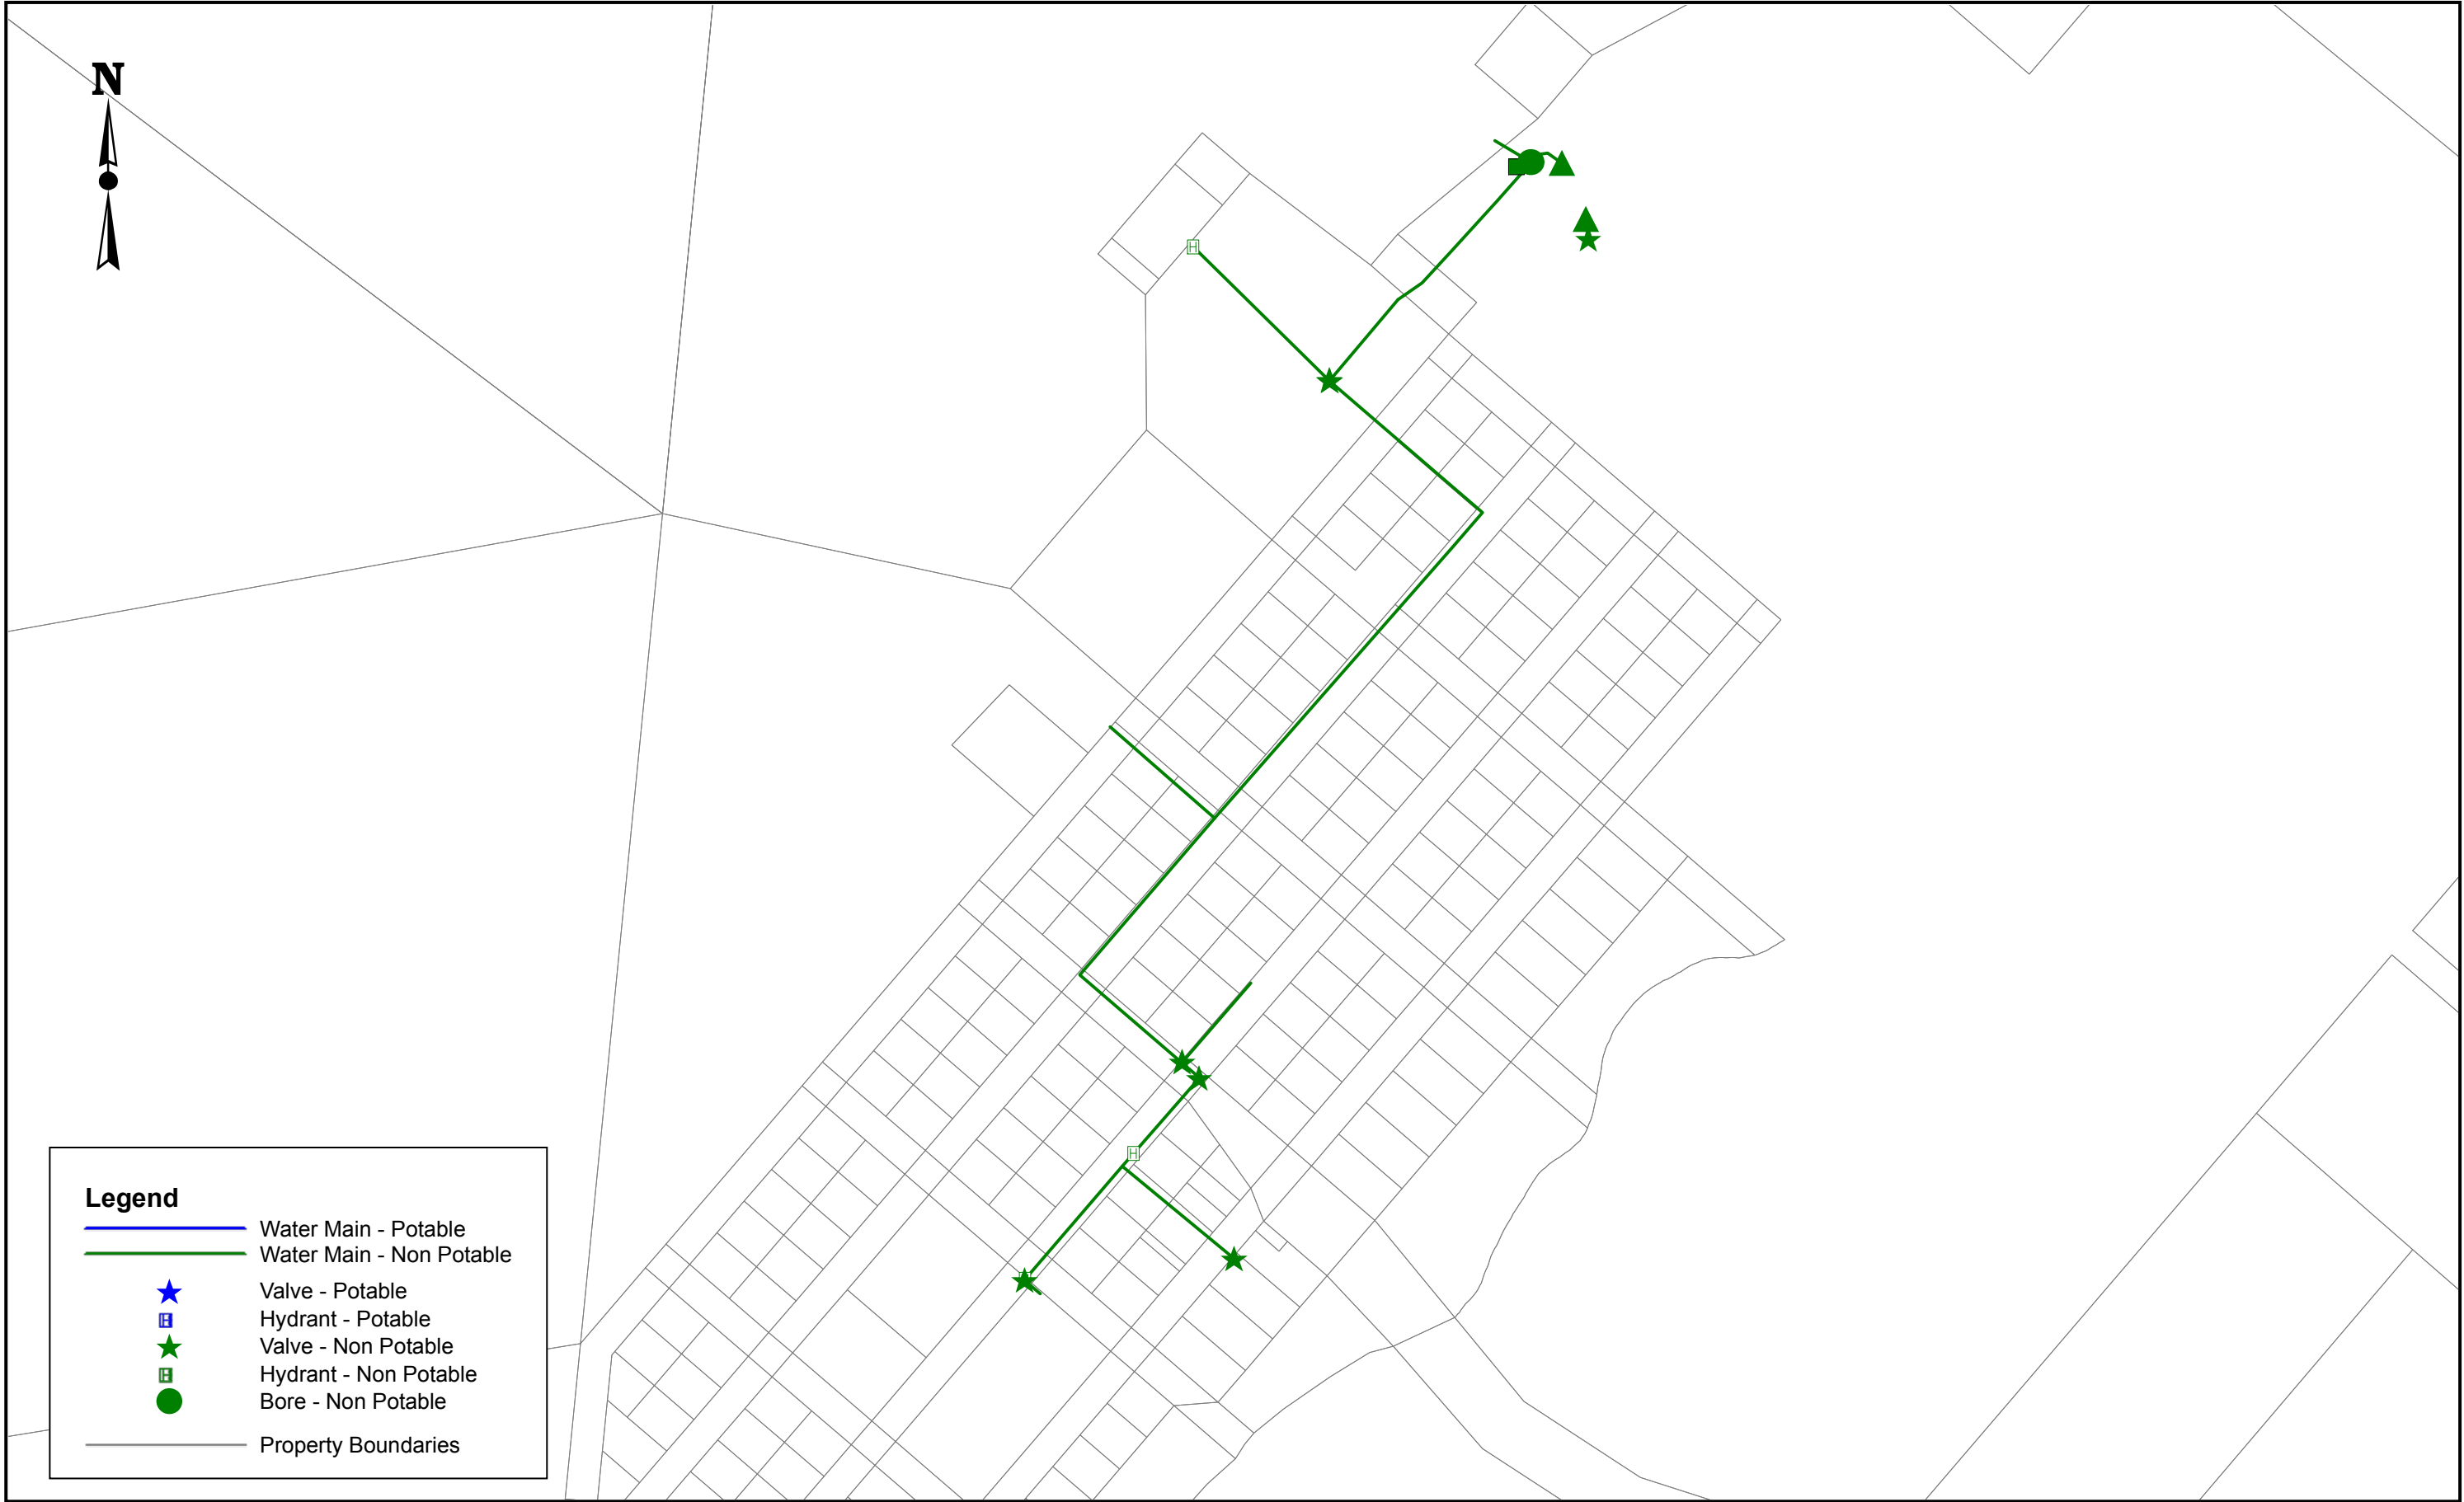 N
H
H
Legend
Water Main - Potable
Water Main - Non Potable
Valve - Potable
H Hydrant - Potable
Valve - Non Potable
H Hydrant - Non Potable
Bore - Non Potable
Property Boundaries